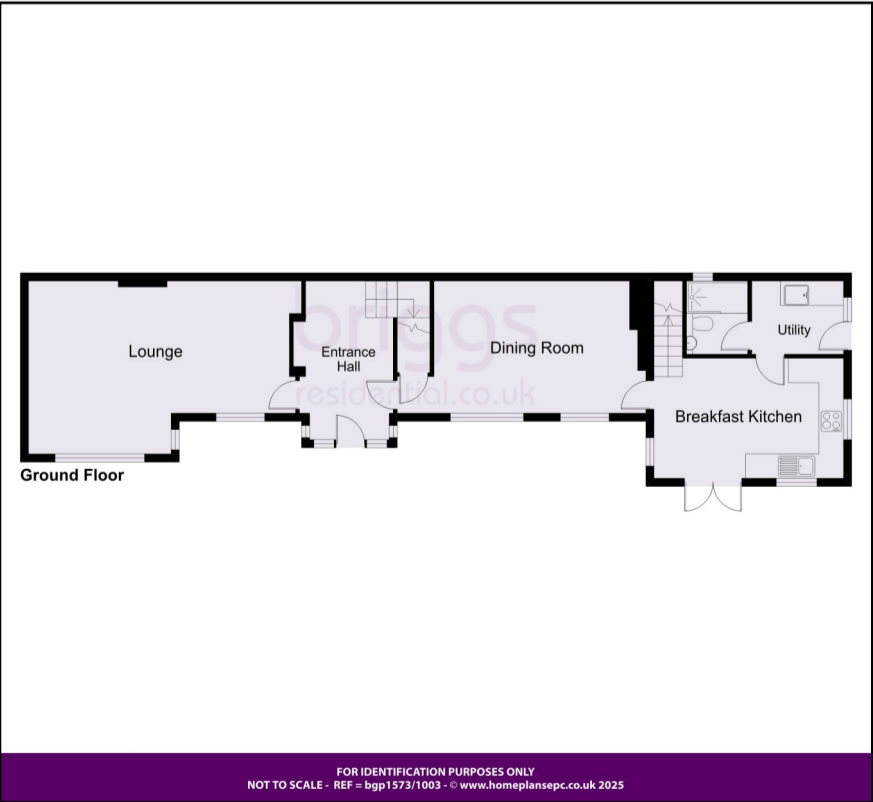 briggs
residential.co.uk
Lounge
Entrance
Hall
Dining Room
Utility
Breakfast Kitchen
Ground Floor
FOR IDENTIFICATION PURPOSES ONLY
NOT TO SCALE - REF = bgp1573/1003 - © www.homeplansepc.co.uk 2025